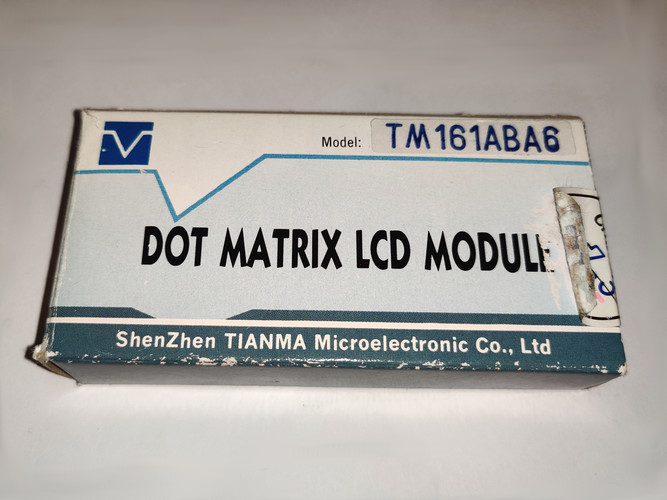 Model: TM161ABA6
DOT MATRIX LCD MODULE
ShenZhen TIANMA Microelectronic Co., Ltd